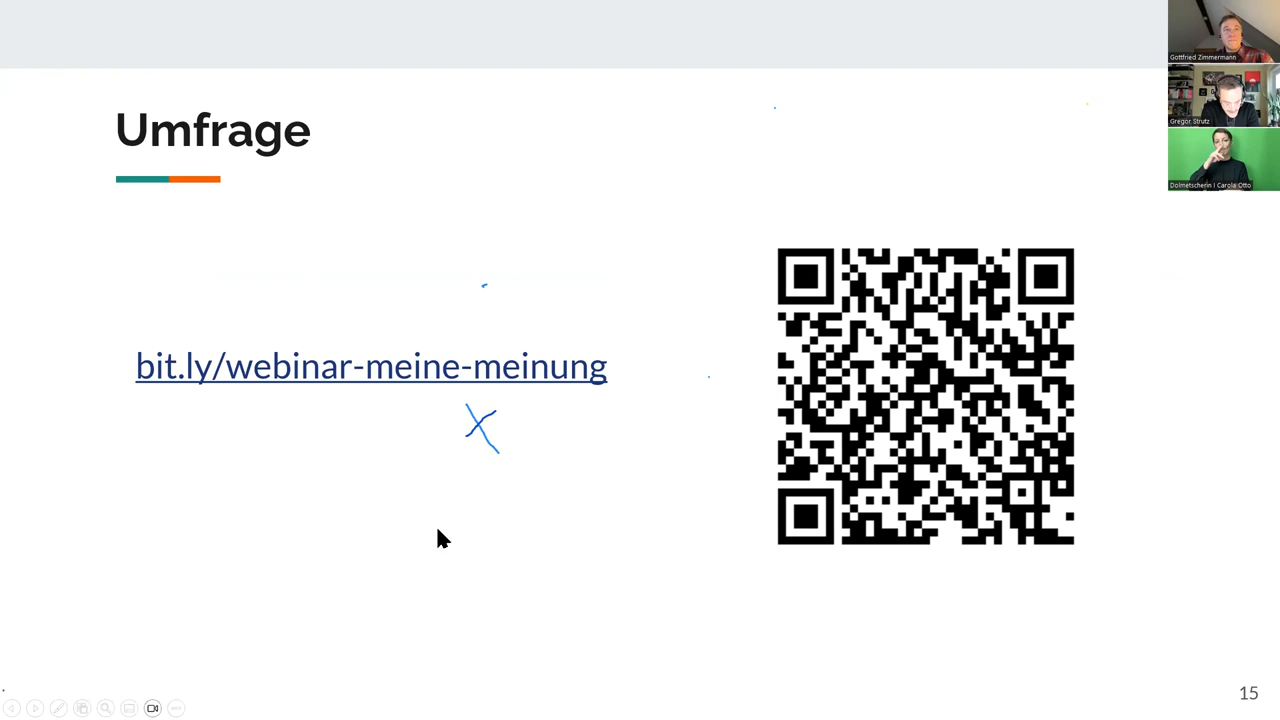 Umfrage
bit.ly/webinar-meine-meinung
Gottfried Zimmermann
Gregor Strutz
Dolmetscherin I Carola Otto
15